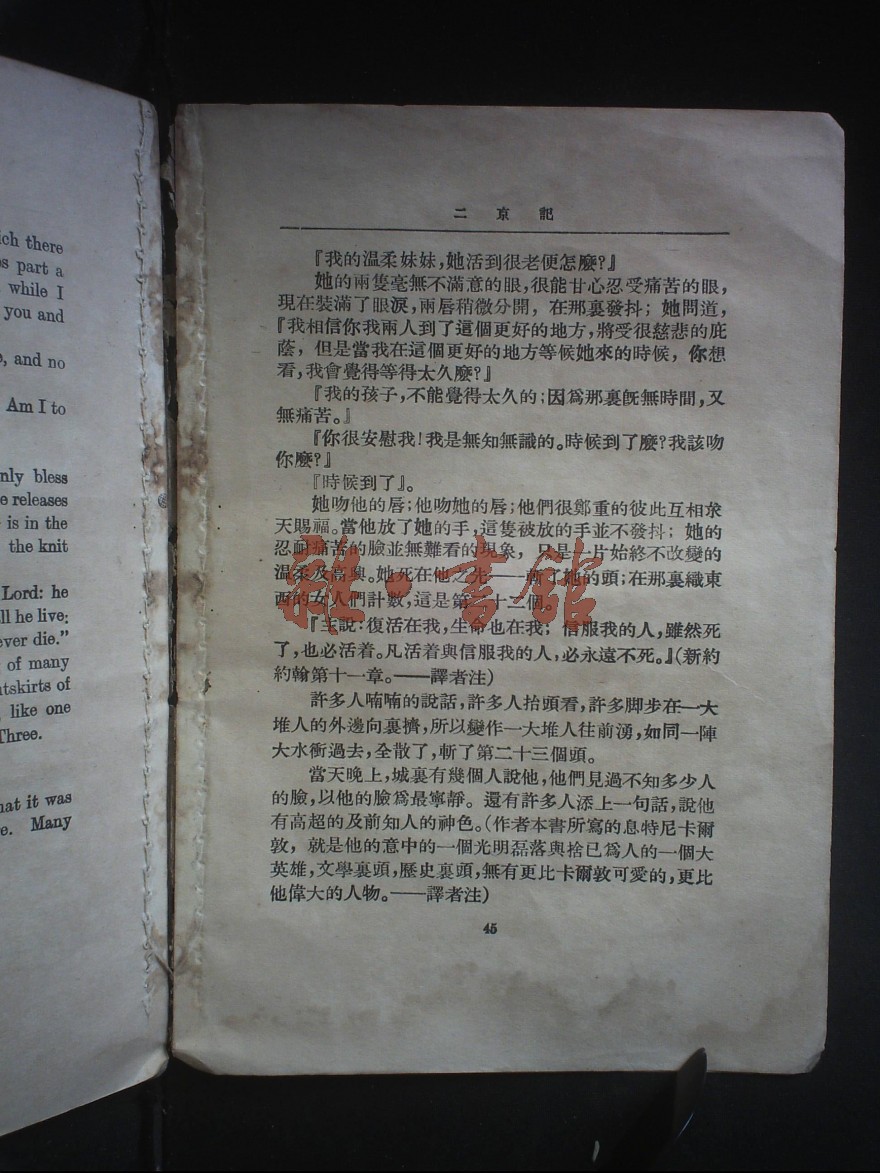 ich there
s part a
while I
you and
, and no
Am I to
nly bless
e releases
is in the
the knit
Lord: he
ll he live:
ever die.”
of many
tskirts of
like one
Three.
hat it was
e. Many
二京記
『我的温柔妹妹,她活到很老便怎麼?』
她的兩隻毫無不滿意的眼,很能甘心忍受痛苦的眼,
現在裝滿了眼淚,兩唇稍微分開, 在那裏發抖; 她問道,
『我相信你我兩人到了這個更好的地方,將受很慈悲的庇
蔭, 但是當我在這個更好的地方等候她來的時候, 你想
看,我會覺得等得太久麼?』
『我的孩子,不能覺得太久的;因爲那裏旣無時間,又
無痛苦。』
『你很安慰我!我是無知無識的。時候到了麼?我該吻
你麼?』
『時候到了』。
她吻他的唇;他吻她的唇;他們很鄭重的彼此互相求
天賜福。當他放了她的手,這隻被放的手並不發抖; 她的
忍耐痛苦的臉並無難看的現象, 只是一片始終不改變的
温柔及高興。她死在他之先——斬了她的頭;在那裏織東
西的女人們計數,這是第二十二個。
『主說:復活在我,生命也在我; 信服我的人,雖然死
了,也必活着。凡活着與信服我的人,必永遠不死。』(新約
約翰第十一章。——譯者注)
許多人喃喃的說話,許多人抬頭看,許多脚步在一大
堆人的外邊向裏擠,所以變作一大堆人往前湧,如同一陣
大水衝過去,全散了,斬了第二十三個頭。
當天晚上,城裏有幾個人說他,他們見過不知多少人
的臉,以他的臉爲最寧靜。 還有許多人添上一句話,說他
有高超的及前知人的神色。(作者本書所寫的息特尼卡爾
敦, 就是他的意中的一個光明磊落與捨己爲人的一個大
英雄,文學裏頭,歷史裏頭,無有更比卡爾敦可愛的,更比
他偉大的人物。——譯者注)
45
雜·書館